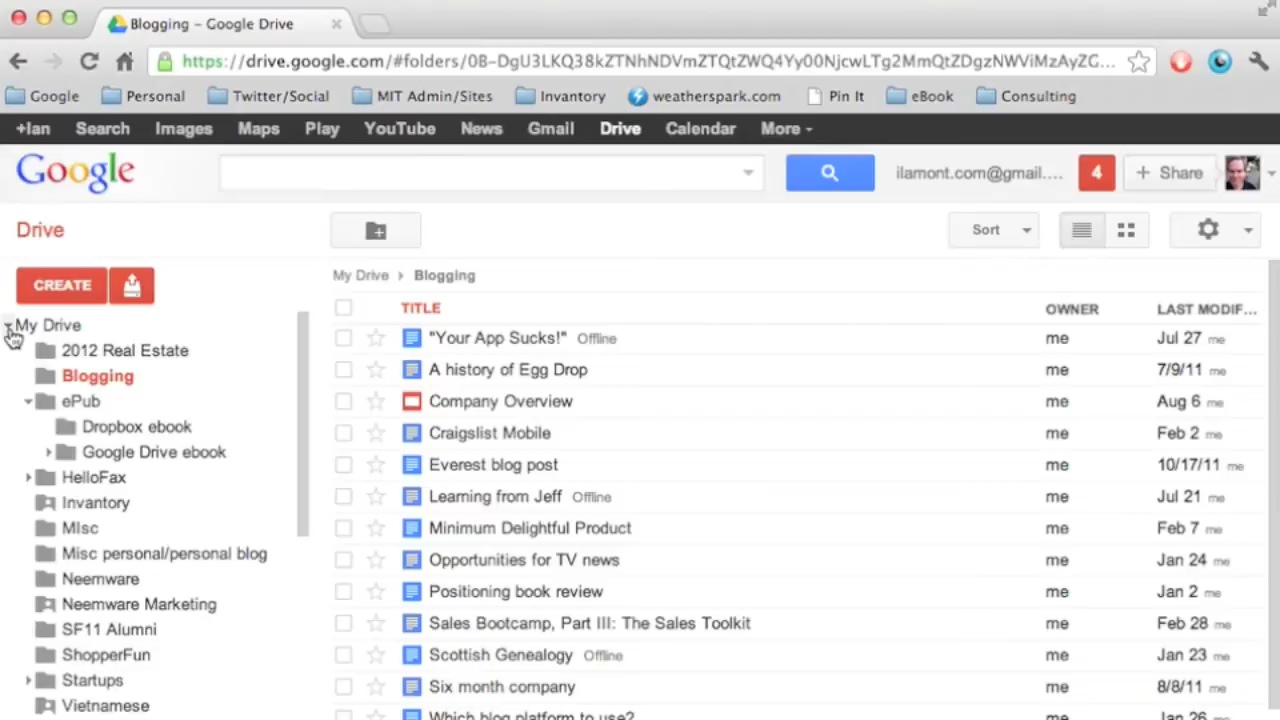 Blogging – Google Drive
https://drive.google.com/#folders/0B-DgU3LKQ38kZTNhNDVmZTQtZWQ4Yy00NjcwLTg2MmQtZDgzNWViMzAyZG...
Google Personal Twitter/Social MIT Admin/Sites Invantory weatherspark.com Pin It eBook Consulting
+Ian Search Images Maps Play YouTube News Gmail Drive Calendar More
Google ilamont.com@gmail.... 4 + Share
Drive Sort
CREATE
My Drive › Blogging
TITLE OWNER LAST MODIF...
My Drive
2012 Real Estate
Blogging
ePub
Dropbox ebook
Google Drive ebook
HelloFax
Invantory
MIsc
Misc personal/personal blog
Neemware
Neemware Marketing
SF11 Alumni
ShopperFun
Startups
Vietnamese
"Your App Sucks!" Offline me Jul 27 me
A history of Egg Drop me 7/9/11 me
Company Overview me Aug 6 me
Craigslist Mobile me Feb 2 me
Everest blog post me 10/17/11 me
Learning from Jeff Offline me Jul 21 me
Minimum Delightful Product me Feb 7 me
Opportunities for TV news me Jan 24 me
Positioning book review me Jan 2 me
Sales Bootcamp, Part III: The Sales Toolkit me Feb 28 me
Scottish Genealogy Offline me Jan 23 me
Six month company me 8/8/11 me
Which blog platform to use? me Jan 26 me